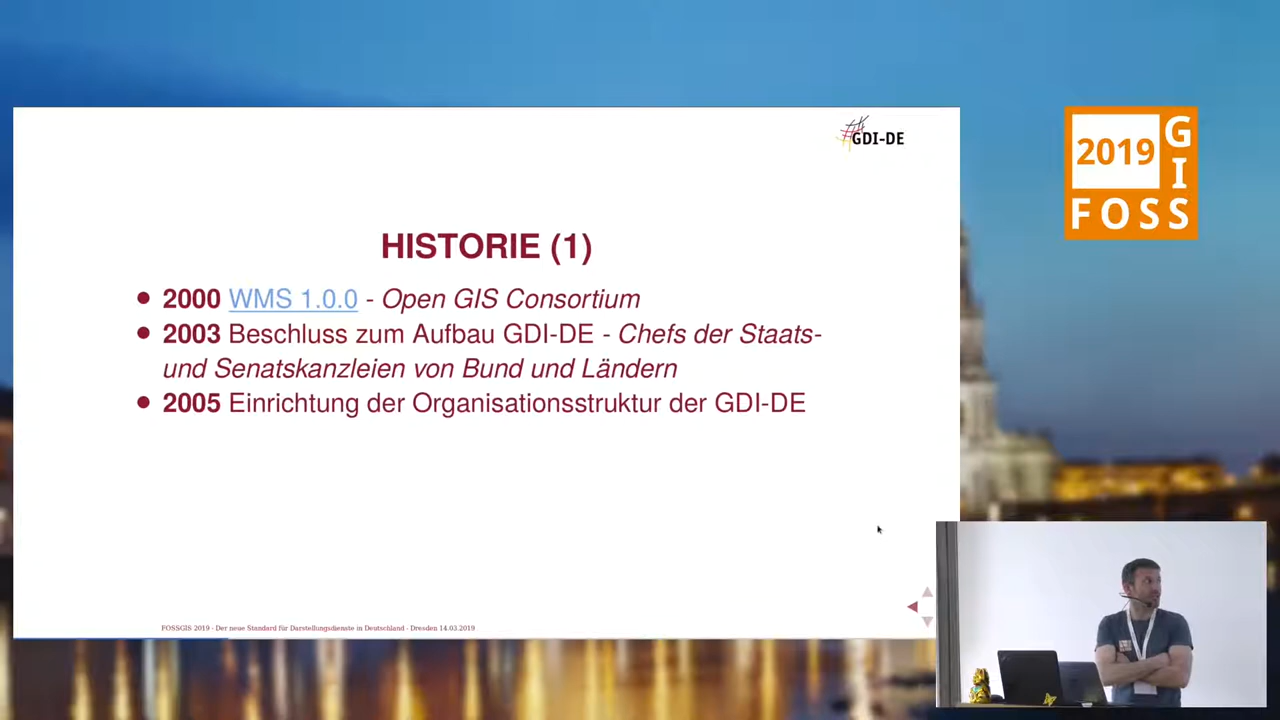 GDI-DE
HISTORIE (1)
2000 WMS 1.0.0 - Open GIS Consortium
2003 Beschluss zum Aufbau GDI-DE - Chefs der Staats-
und Senatskanzleien von Bund und Ländern
2005 Einrichtung der Organisationsstruktur der GDI-DE
FOSSGIS 2019 - Der neue Standard für Darstellungsdienste in Deutschland - Dresden 14.03.2019
2019
GIS
FOSS